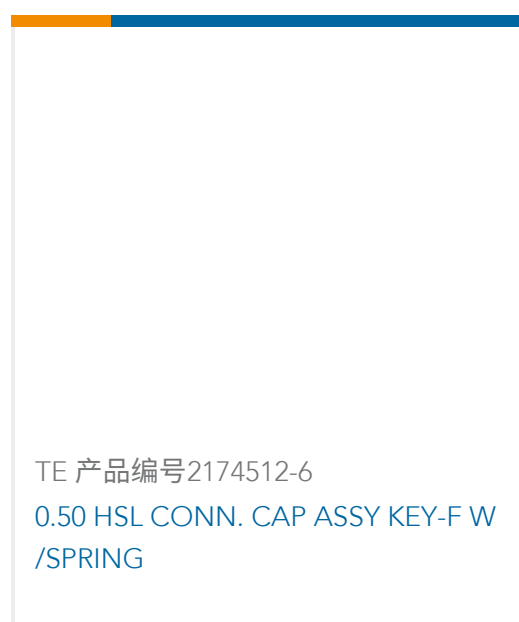 TE 产品编号2174512-6
0.50 HSL CONN. CAP ASSY KEY-F W
/SPRING